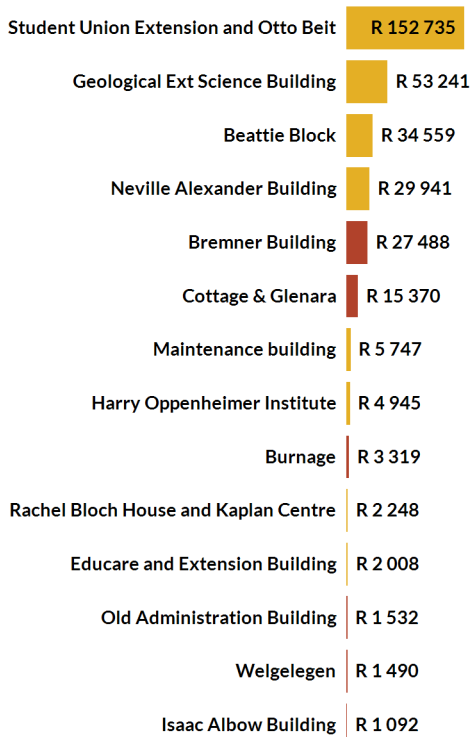 Student Union Extension and Otto Beit R 152 735
Geological Ext Science Building R 53 241
Beattie Block R 34 559
Neville Alexander Building R 29 941
Bremner Building R 27 488
Cottage & Glenara R 15 370
Maintenance building R 5 747
Harry Oppenheimer Institute R 4 945
Burnage R 3 319
Rachel Bloch House and Kaplan Centre R 2 248
Educare and Extension Building R 2 008
Old Administration Building R 1 532
Welgelegen R 1 490
Isaac Albow Building R 1 092